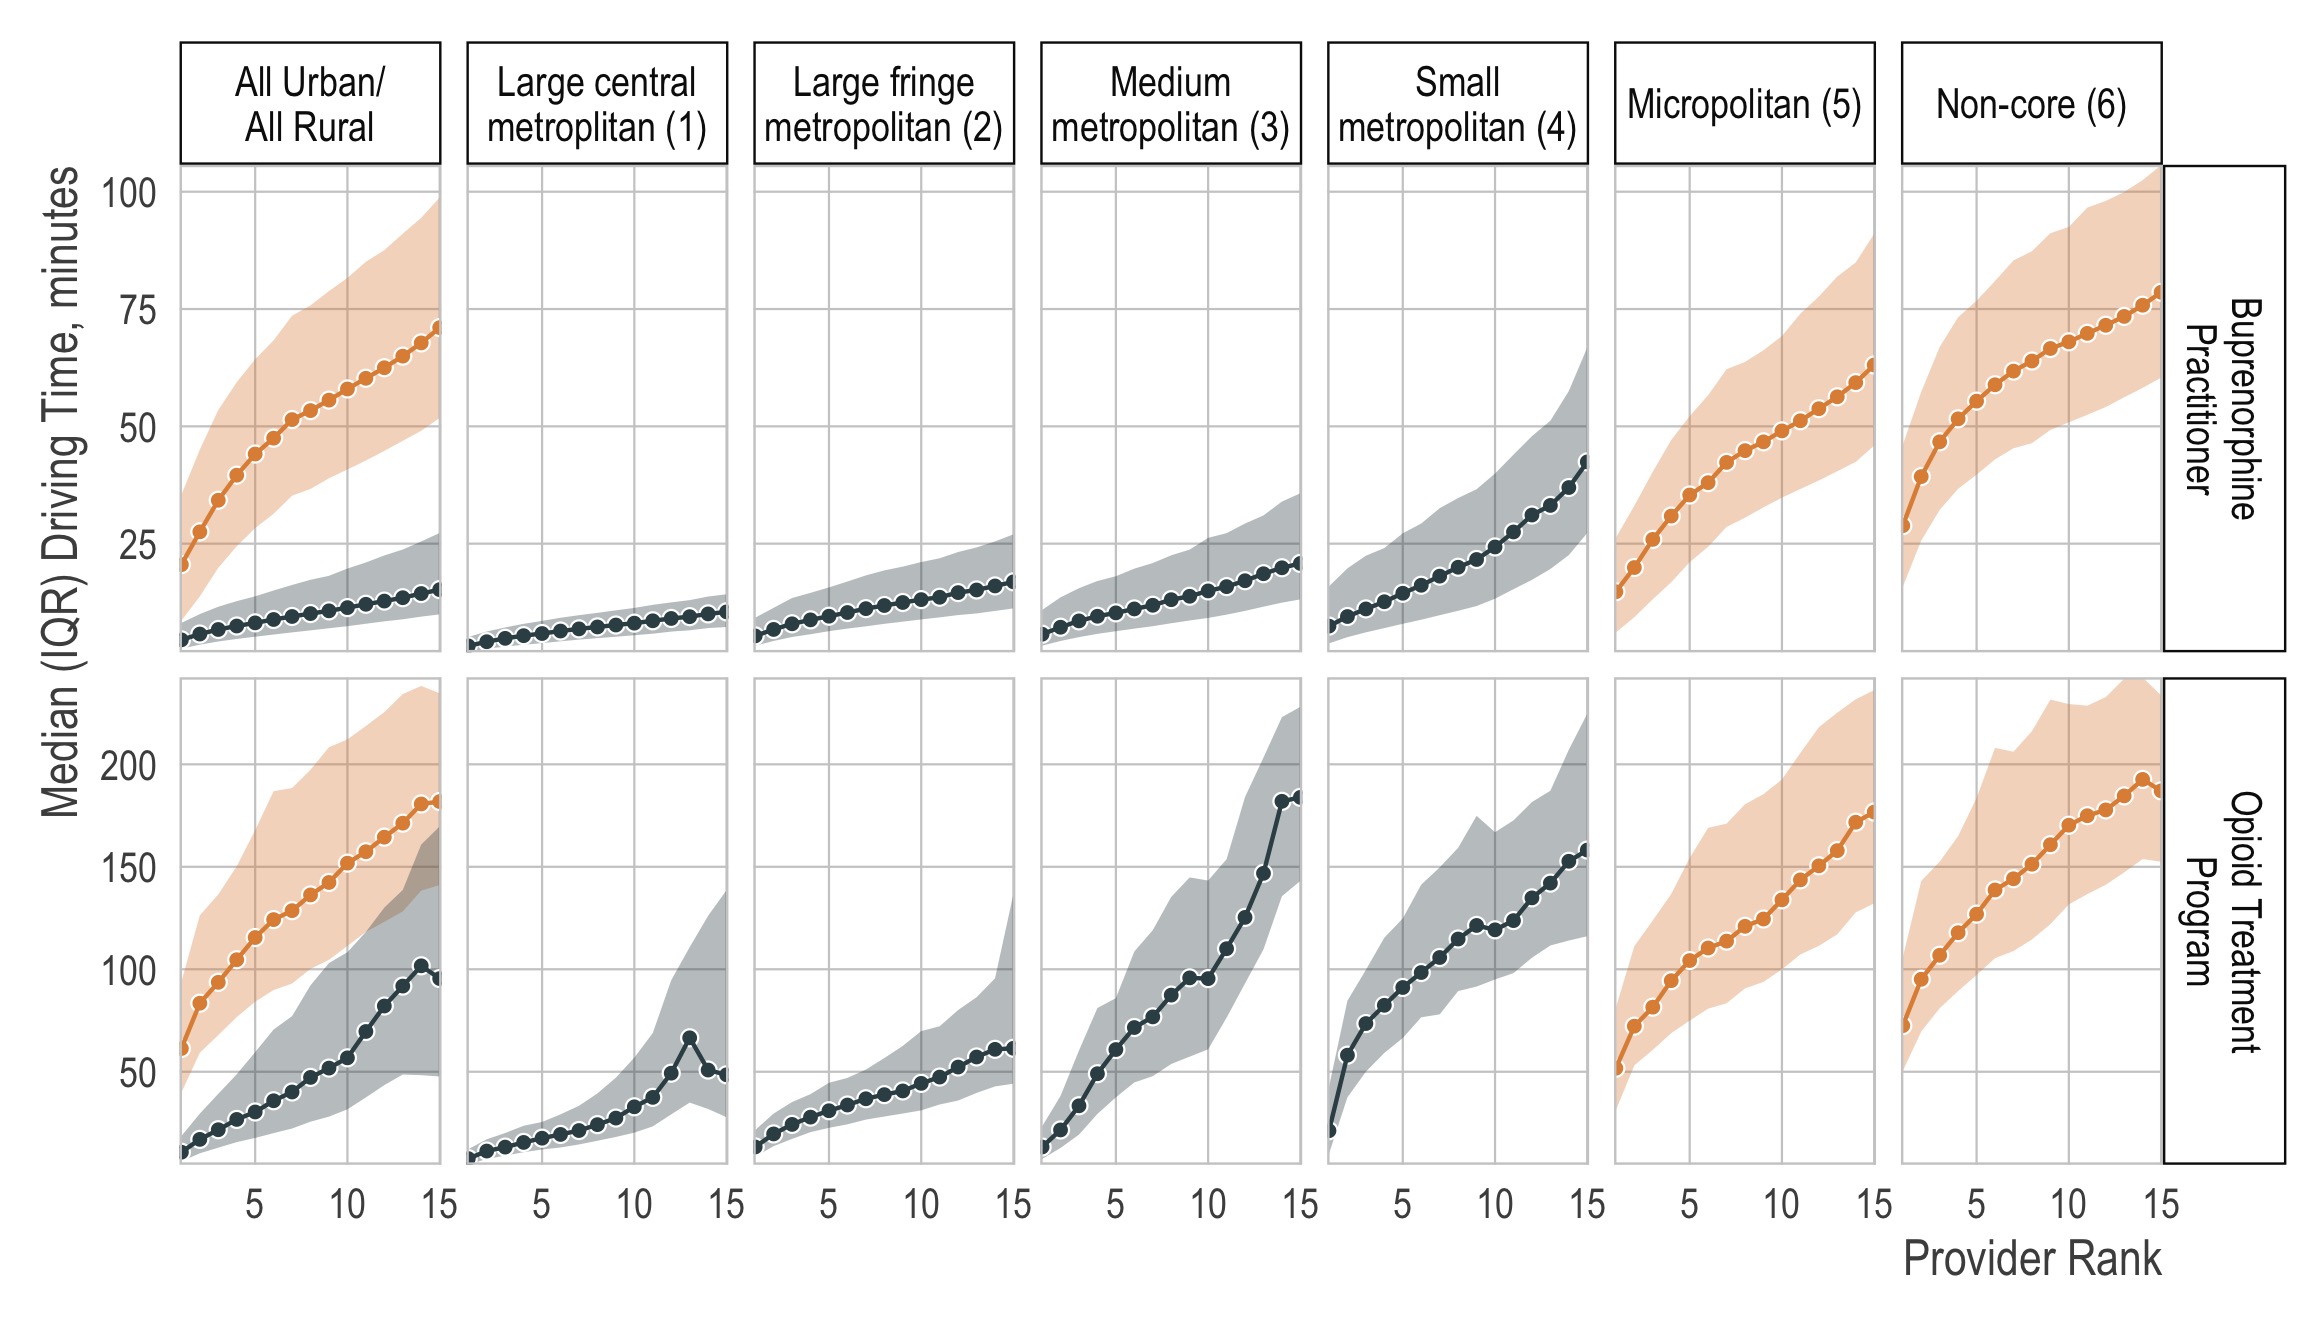 All Urban/
All Rural
Large central
metroplitan (1)
Large fringe
metropolitan (2)
Medium
metropolitan (3)
Small
metropolitan (4)
Micropolitan (5)
Non-core (6)
Median (IQR) Driving Time, minutes
100
75
50
25
Buprenorphine
Practitioner
200
150
100
50
Opioid Treatment
Program
5 10 15 5 10 15 5 10 15 5 10 15 5 10 15 5 10 15 5 10 15
Provider Rank